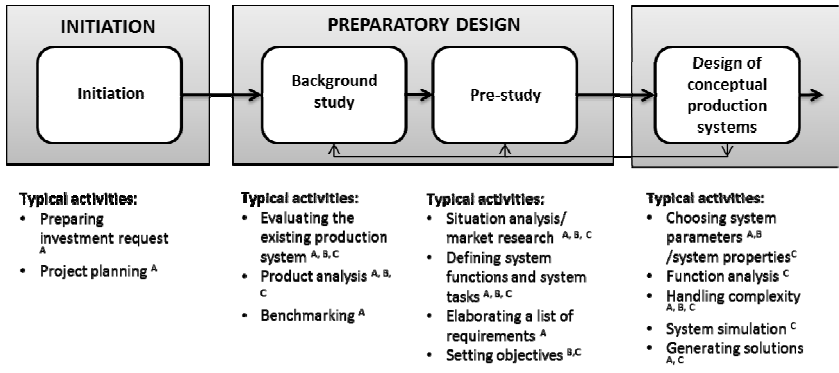 INITIATION
PREPARATORY DESIGN
Initiation
Background
study
Pre-study
Design of
conceptual
production
systems
Typical activities:
• Preparing
investment request
A
• Project planning A
Typical activities:
• Evaluating the
existing production
system A, B, C
• Product analysis A, B,
C
• Benchmarking A
Typical activities:
• Situation analysis/
market research A, B, C
• Defining system
functions and system
tasks A, B, C
• Elaborating a list of
requirements A
• Setting objectives B,C
Typical activities:
• Choosing system
parameters A,B
/system properties C
• Function analysis C
• Handling complexity
A, B, C
• System simulation C
• Generating solutions
A, C